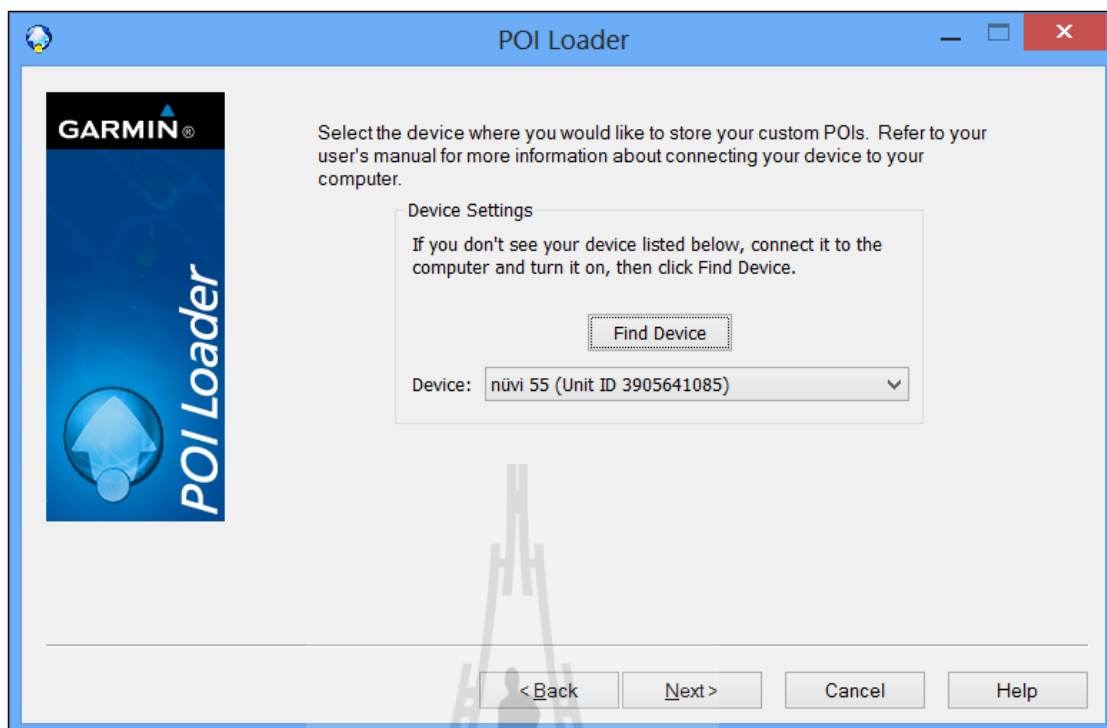 POI Loader
GARMIN®
POI Loader
Select the device where you would like to store your custom POIs. Refer to your
user's manual for more information about connecting your device to your
computer.
Device Settings
If you don't see your device listed below, connect it to the
computer and turn it on, then click Find Device.
Find Device
Device: nüvi 55 (Unit ID 3905641085)
< Back Next > Cancel Help